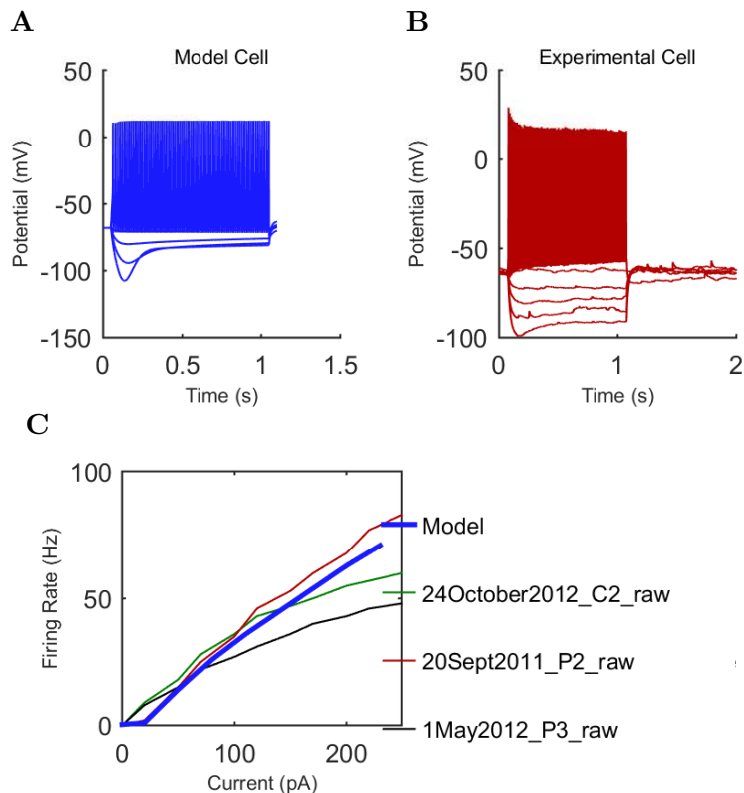 A
Model Cell
50
0
-50
-100
-150
Potential (mV)
0
0.5
1
1.5
Time (s)
B
Experimental Cell
50
0
-50
-100
Potential (mV)
0
1
2
Time (s)
C
100
50
0
Firing Rate (Hz)
0
100
200
Current (pA)
Model
24October2012_C2_raw
20Sept2011_P2_raw
1May2012_P3_raw